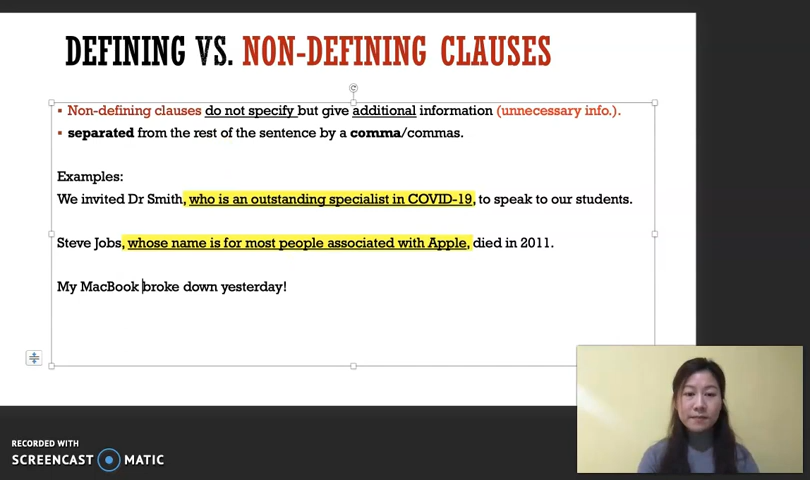 DEFINING VS. NON-DEFINING CLAUSES
▪ Non-defining clauses do not specify but give additional information (unnecessary info.).
▪ separated from the rest of the sentence by a comma/commas.
Examples:
We invited Dr Smith, who is an outstanding specialist in COVID-19, to speak to our students.
Steve Jobs, whose name is for most people associated with Apple, died in 2011.
My MacBook broke down yesterday!
RECORDED WITH
SCREENCAST MATIC